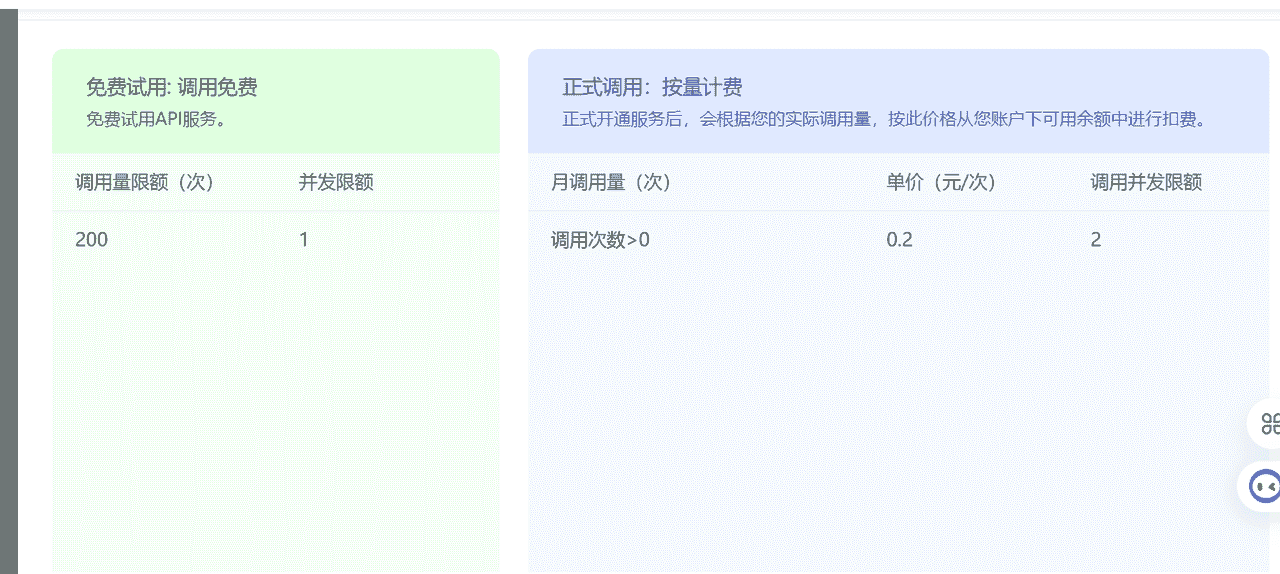 免费试用: 调用免费
免费试用API服务。
调用量限额（次） 并发限额
200 1
正式调用：按量计费
正式开通服务后，会根据您的实际调用量，按此价格从您账户下可用余额中进行扣费。
月调用量（次） 单价（元/次） 调用并发限额
调用次数>0 0.2 2